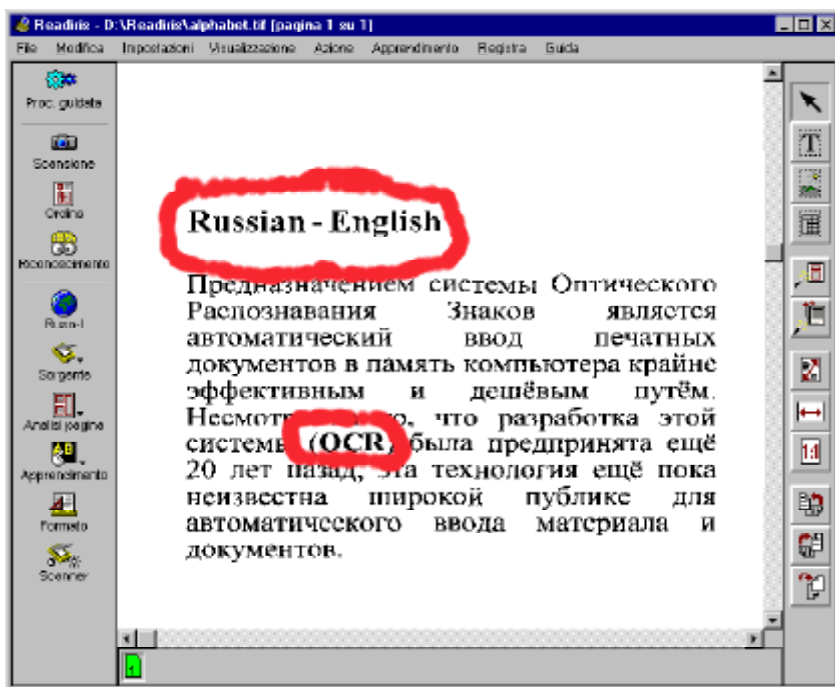 Readiris - D:\Readiris\alphabet.tif [pagina 1 su 1]
File Modifica Impostazioni Visualizzazione Azione Apprendimento Registra Guida
Proc. guidata
Scansione
Ordina
Riconoscimento
Sorgente
Analisi pagina
Apprendimento
Formato
Scanner
Russian - English
Предназначением системы Оптического
Распознавания Знаков является
автоматический ввод печатных
документов в память компьютера крайне
эффективным и дешёвым путём.
что разработка этой
(OCR) была предпринята ещё
20 лет назад, эта технология ещё пока
неизвестна широкой публике для
автоматического ввода материала и
документов.
1:1
1